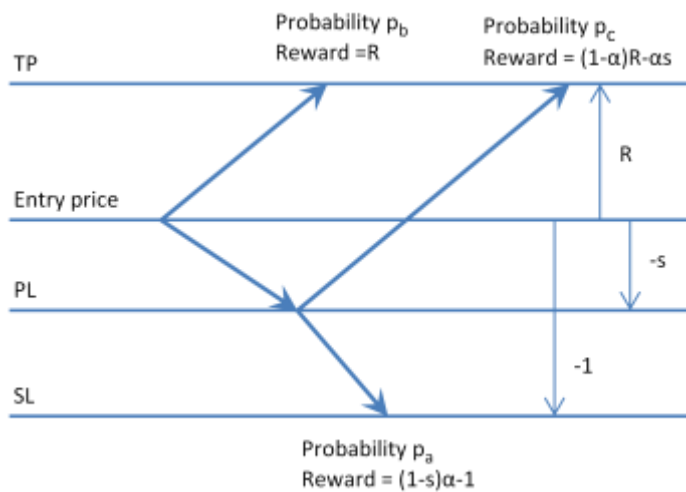 Probability p_b
Reward =R
Probability p_c
Reward = (1-α)R-αs
TP
R
Entry price
-s
PL
-1
SL
Probability p_a
Reward = (1-s)α-1